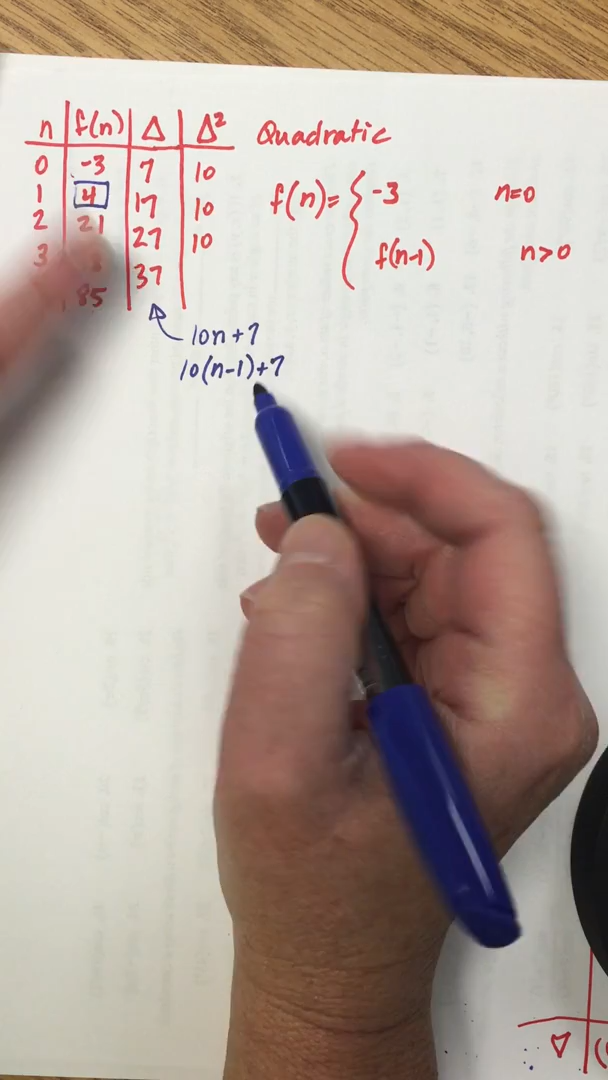 n f(n) Δ Δ² Quadratic
0 -3 7 10
1 4 17 10
2 21 27 10
3 37
85
f(n)= { -3 n=0
f(n-1) n>0
10n+7
10(n-1)+7
▽